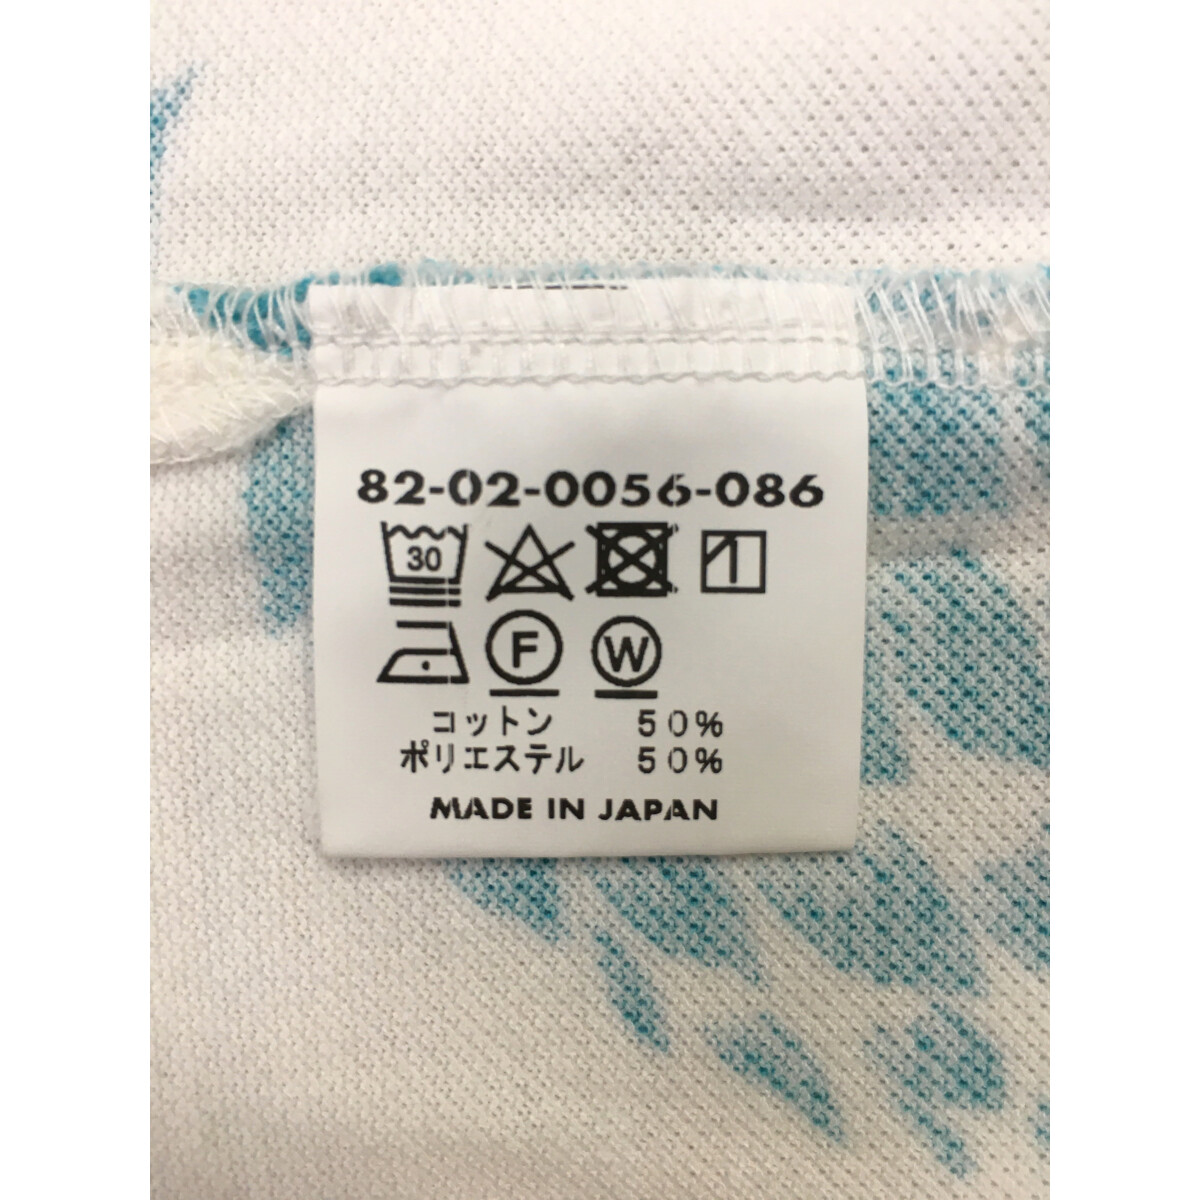 82-02-0056-086
30
F W
コットン 50%
ポリエステル 50%
MADE IN JAPAN